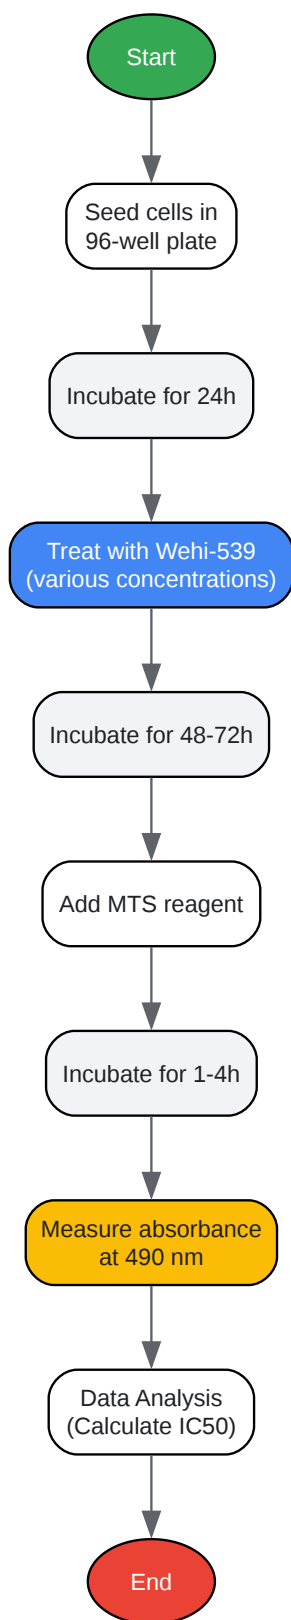 Start
Seed cells in
96-well plate
Incubate for 24h
Treat with Wehi-539
(various concentrations)
Incubate for 48-72h
Add MTS reagent
Incubate for 1-4h
Measure absorbance
at 490 nm
Data Analysis
(Calculate IC50)
End